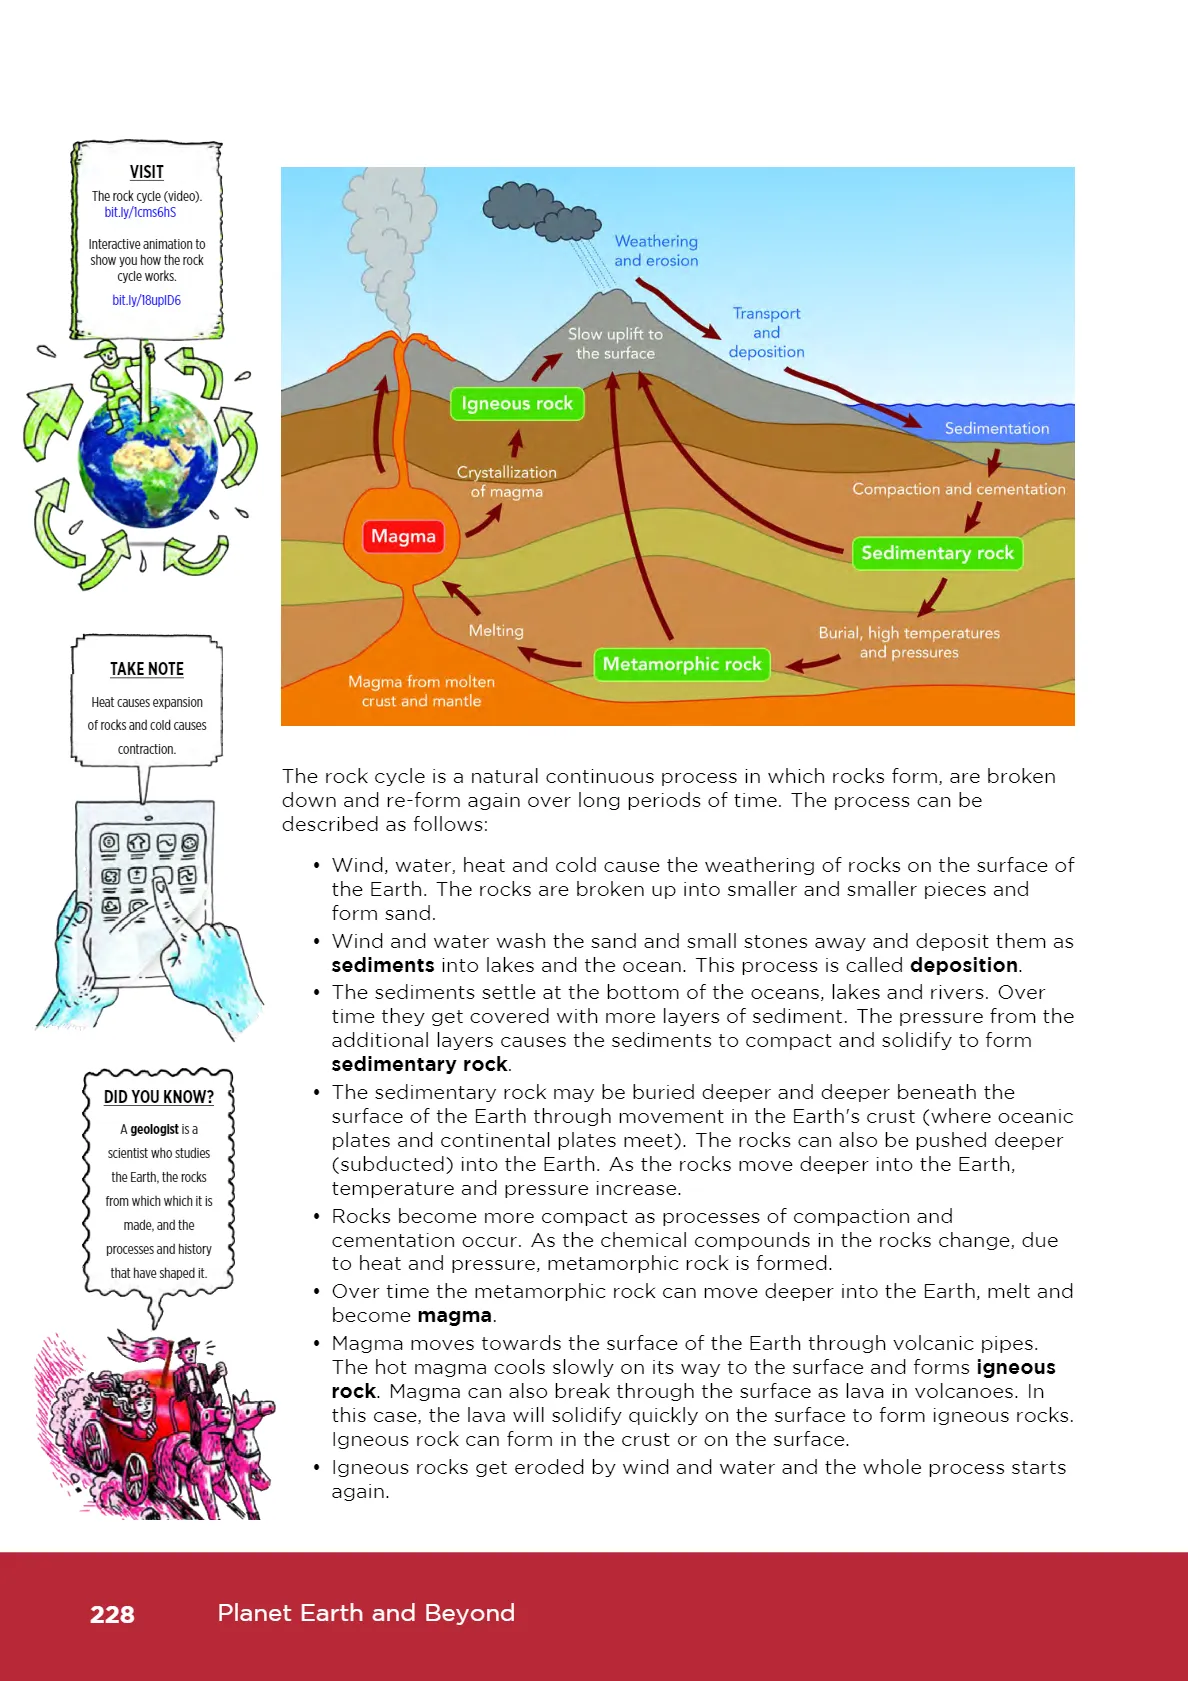 VISIT
The rock cycle (video).
bit.ly/1cms6hS
Interactive animation to
show you how the rock
cycle works.
bit.ly/18upID6
TAKE NOTE
Heat causes expansion
of rocks and cold causes
contraction.
DID YOU KNOW?
A geologist is a
scientist who studies
the Earth, the rocks
from which which it is
made, and the
processes and history
that have shaped it.
Weathering
and erosion
Transport
and
deposition
Slow uplift to
the surface
Igneous rock
Sedimentation
Crystallization
of magma
Compaction and cementation
Magma
Sedimentary rock
Melting
Burial, high temperatures
and pressures
Metamorphic rock
Magma from molten
crust and mantle
The rock cycle is a natural continuous process in which rocks form, are broken
down and re-form again over long periods of time. The process can be
described as follows:
• Wind, water, heat and cold cause the weathering of rocks on the surface of
the Earth. The rocks are broken up into smaller and smaller pieces and
form sand.
• Wind and water wash the sand and small stones away and deposit them as
sediments into lakes and the ocean. This process is called deposition.
• The sediments settle at the bottom of the oceans, lakes and rivers. Over
time they get covered with more layers of sediment. The pressure from the
additional layers causes the sediments to compact and solidify to form
sedimentary rock.
• The sedimentary rock may be buried deeper and deeper beneath the
surface of the Earth through movement in the Earth's crust (where oceanic
plates and continental plates meet). The rocks can also be pushed deeper
(subducted) into the Earth. As the rocks move deeper into the Earth,
temperature and pressure increase.
• Rocks become more compact as processes of compaction and
cementation occur. As the chemical compounds in the rocks change, due
to heat and pressure, metamorphic rock is formed.
• Over time the metamorphic rock can move deeper into the Earth, melt and
become magma.
• Magma moves towards the surface of the Earth through volcanic pipes.
The hot magma cools slowly on its way to the surface and forms igneous
rock. Magma can also break through the surface as lava in volcanoes. In
this case, the lava will solidify quickly on the surface to form igneous rocks.
Igneous rock can form in the crust or on the surface.
• Igneous rocks get eroded by wind and water and the whole process starts
again.
228 Planet Earth and Beyond